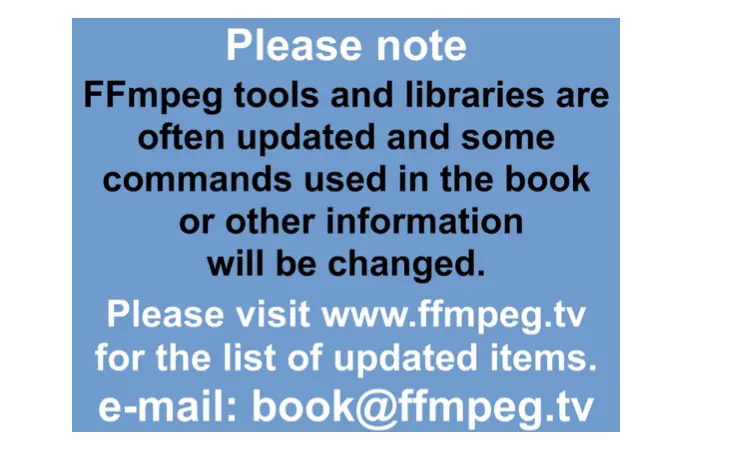 Please note
FFmpeg tools and libraries are
often updated and some
commands used in the book
or other information
will be changed.
Please visit www.ffmpeg.tv
for the list of updated items.
e-mail: book@ffmpeg.tv